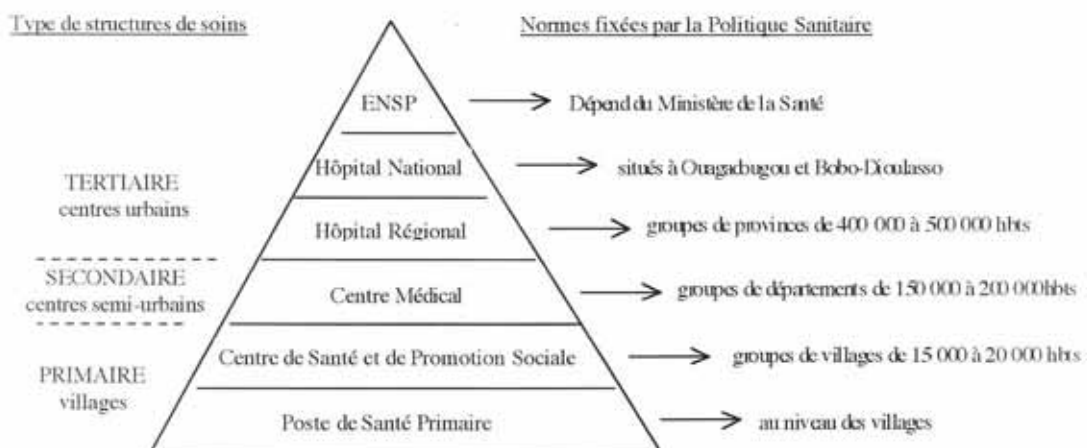 Type de structures de soins
Normes fixées par la Politique Sanitaire
ENSP
Dépend du Ministère de la Santé
Hôpital National
situés à Ouagadougou et Bobo-Dioulasso
TERTIAIRE
centres urbains
Hôpital Régional
groupes de provinces de 400 000 à 500 000 hbts
SECONDAIRE
centres semi-urbains
Centre Médical
groupes de départements de 150 000 à 200 000hbts
Centre de Santé et de Promotion Sociale
groupes de villages de 15 000 à 20 000 hbts
PRIMAIRE
villages
Poste de Santé Primaire
au niveau des villages